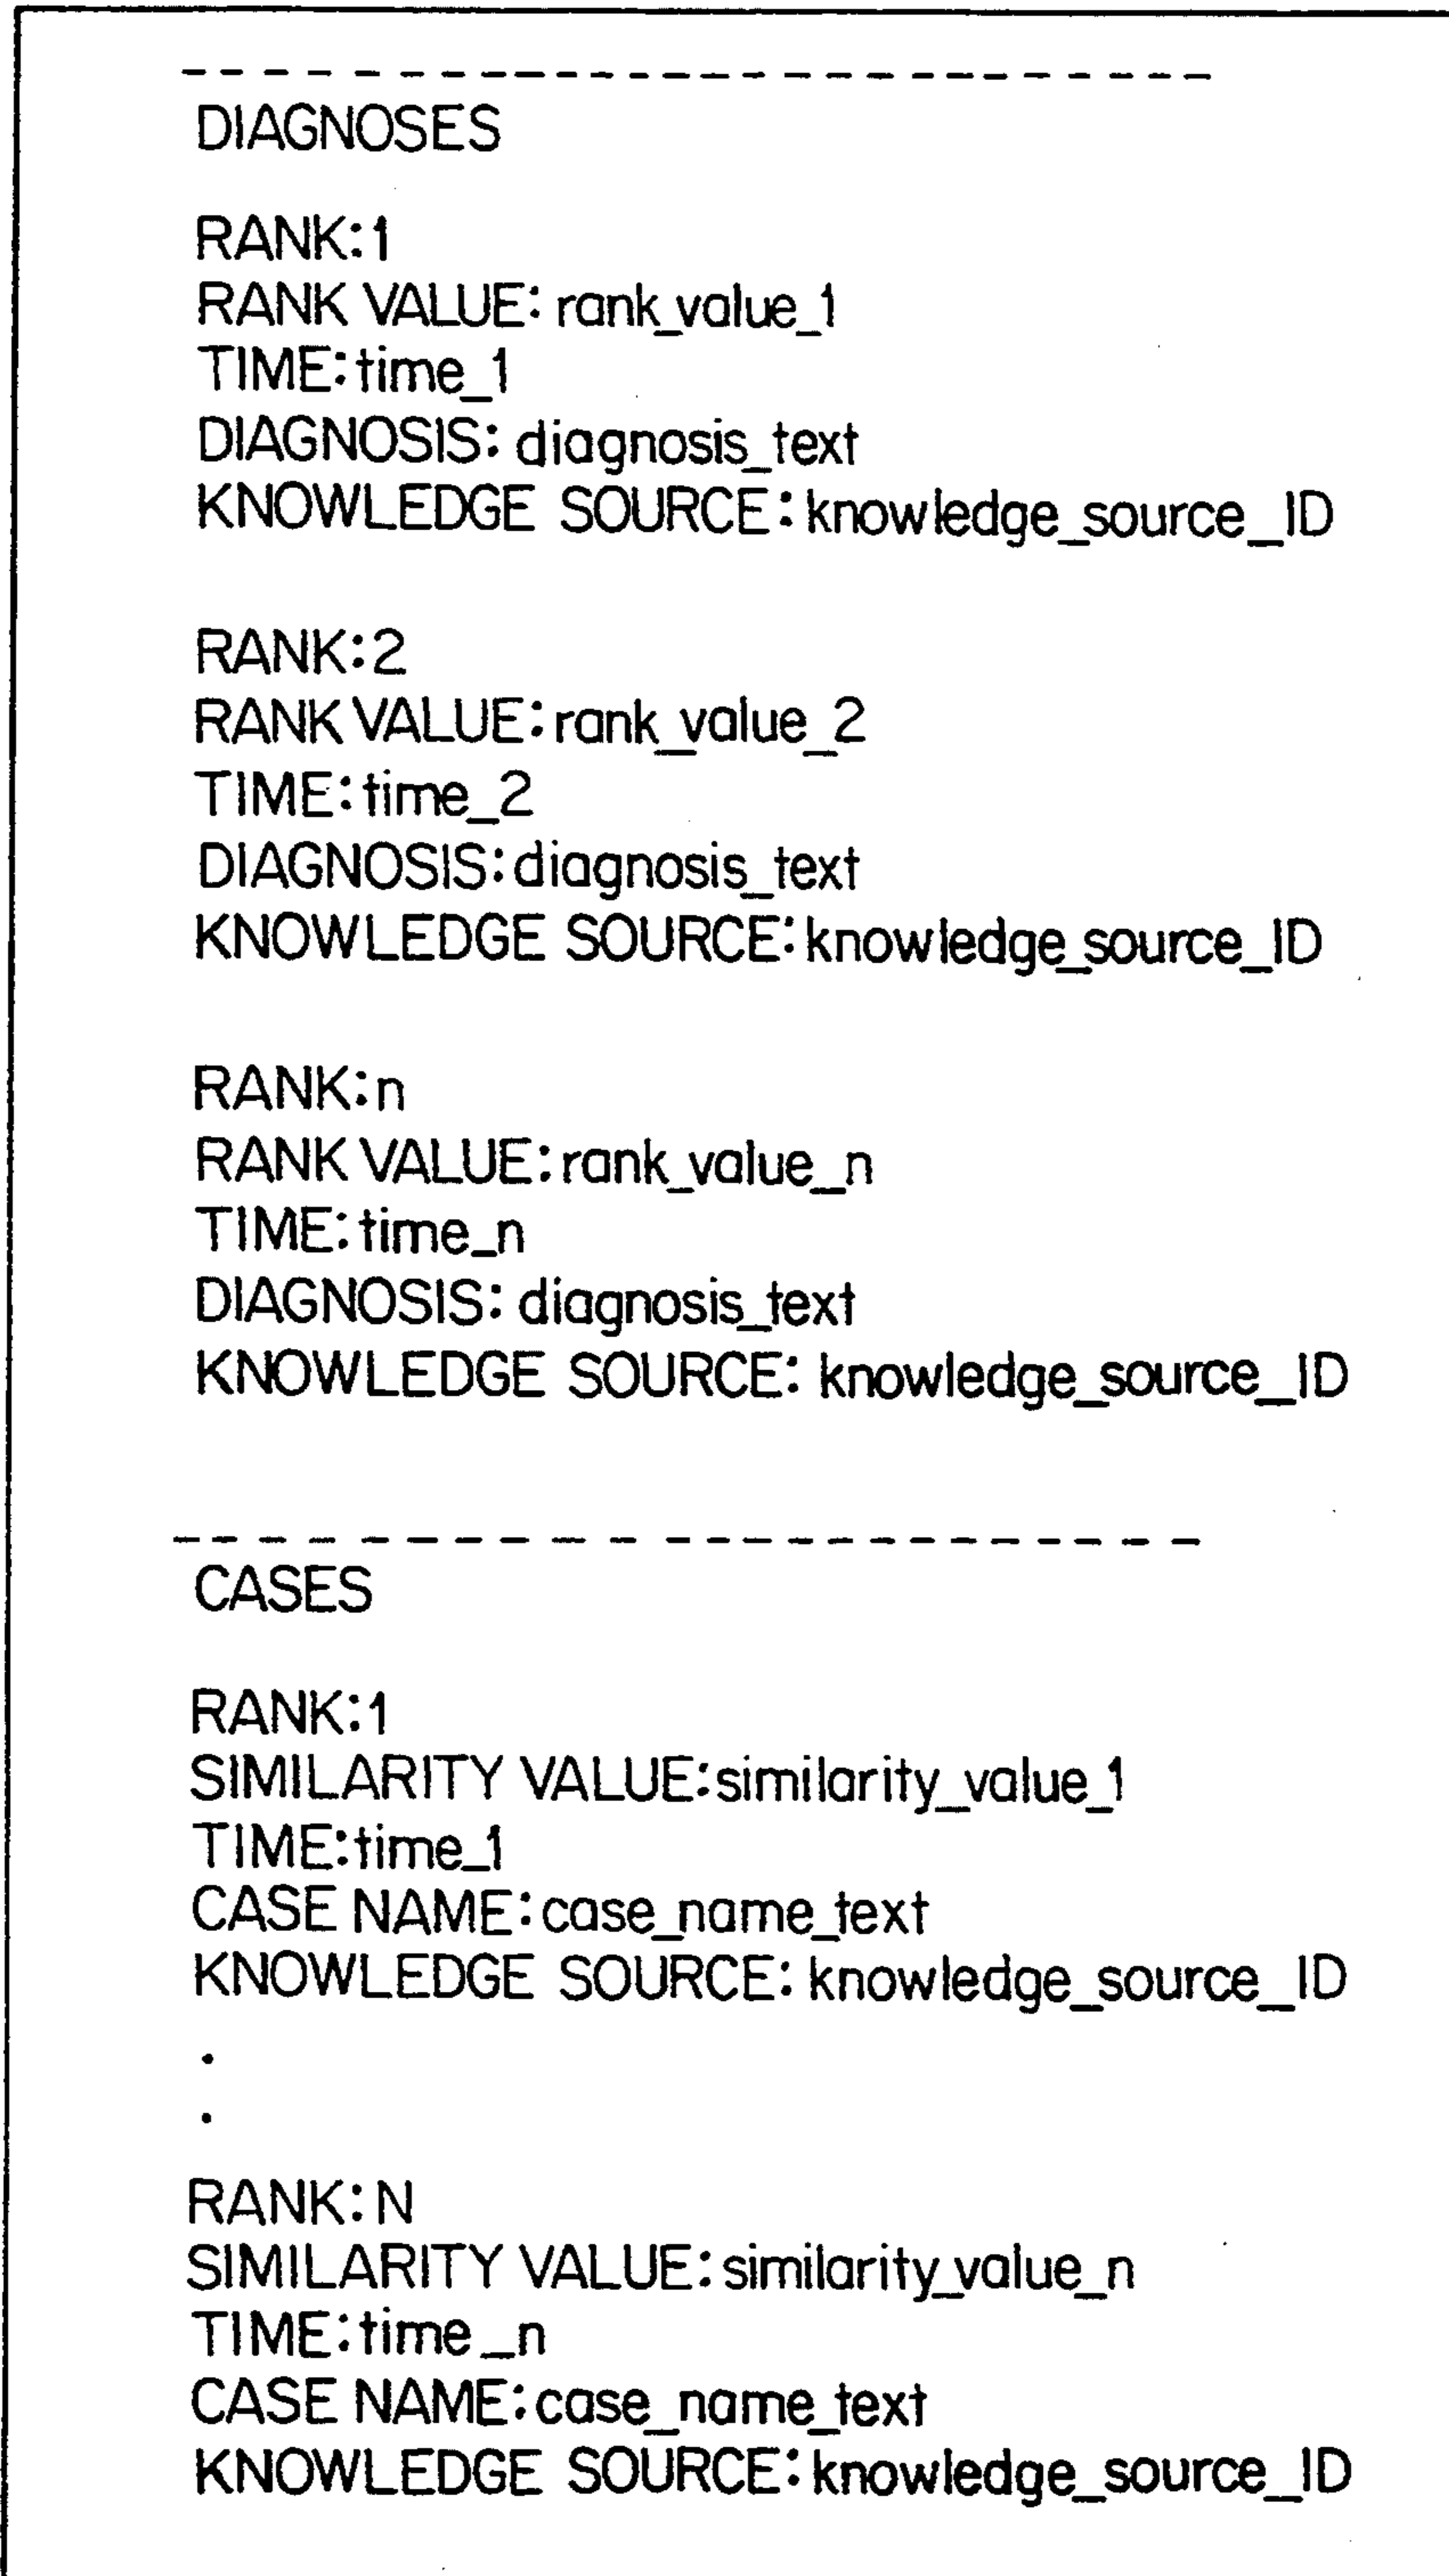 DIAGNOSES
RANK:1
RANK VALUE: rank_value_1
TIME:time_1
DIAGNOSIS: diagnosis_text
KNOWLEDGE SOURCE: knowledge_source_ID
RANK:2
RANK VALUE: rank_value_2
TIME:time_2
DIAGNOSIS: diagnosis_text
KNOWLEDGE SOURCE: knowledge_source_ID
RANK:n
RANK VALUE: rank_value_n
TIME: time_n
DIAGNOSIS: diagnosis_text
KNOWLEDGE SOURCE: knowledge_source_ID
CASES
RANK:1
SIMILARITY VALUE:similarity_value_1
TIME:time_1
CASE NAME: case_name_text
KNOWLEDGE SOURCE: knowledge_source_ID
.
.
RANK: N
SIMILARITY VALUE: similarity_value_n
TIME:time_n
CASE NAME: case_name_text
KNOWLEDGE SOURCE: knowledge_source_ID